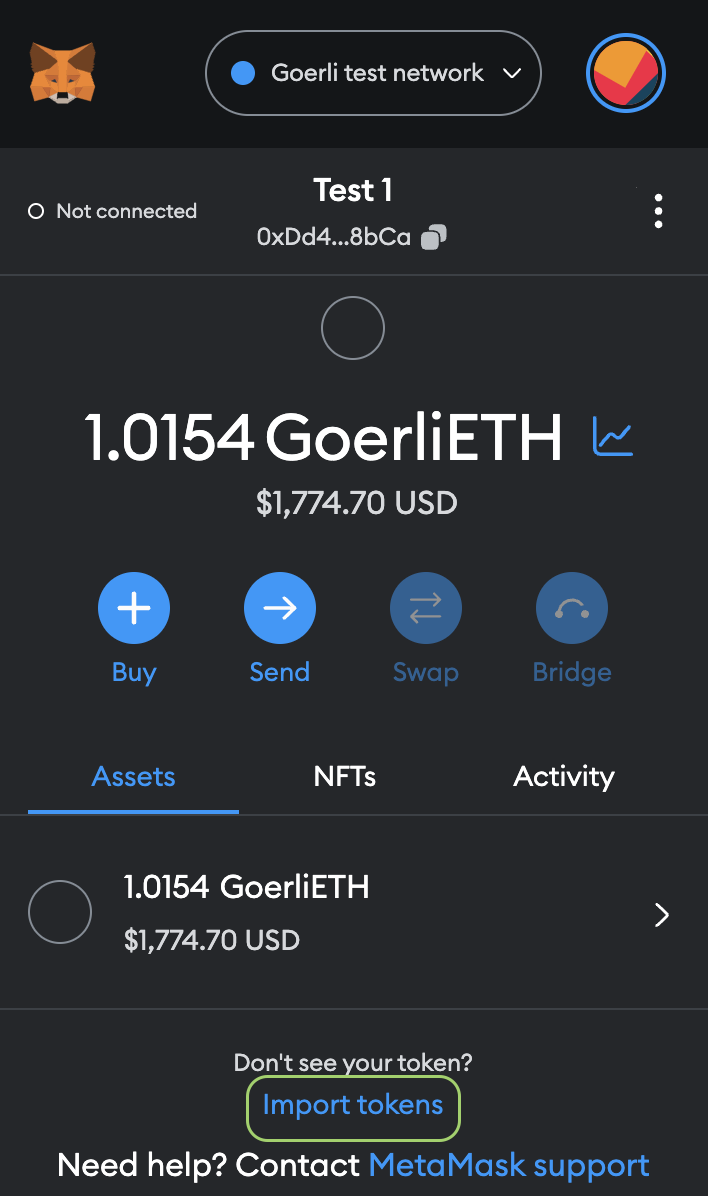 Goerli test network
Not connected
Test 1
0xDd4...8bCa
1.0154 GoerliETH
$1,774.70 USD
Buy
Send
Swap
Bridge
Assets
NFTs
Activity
1.0154 GoerliETH
$1,774.70 USD
Don't see your token?
Import tokens
Need help? Contact MetaMask support